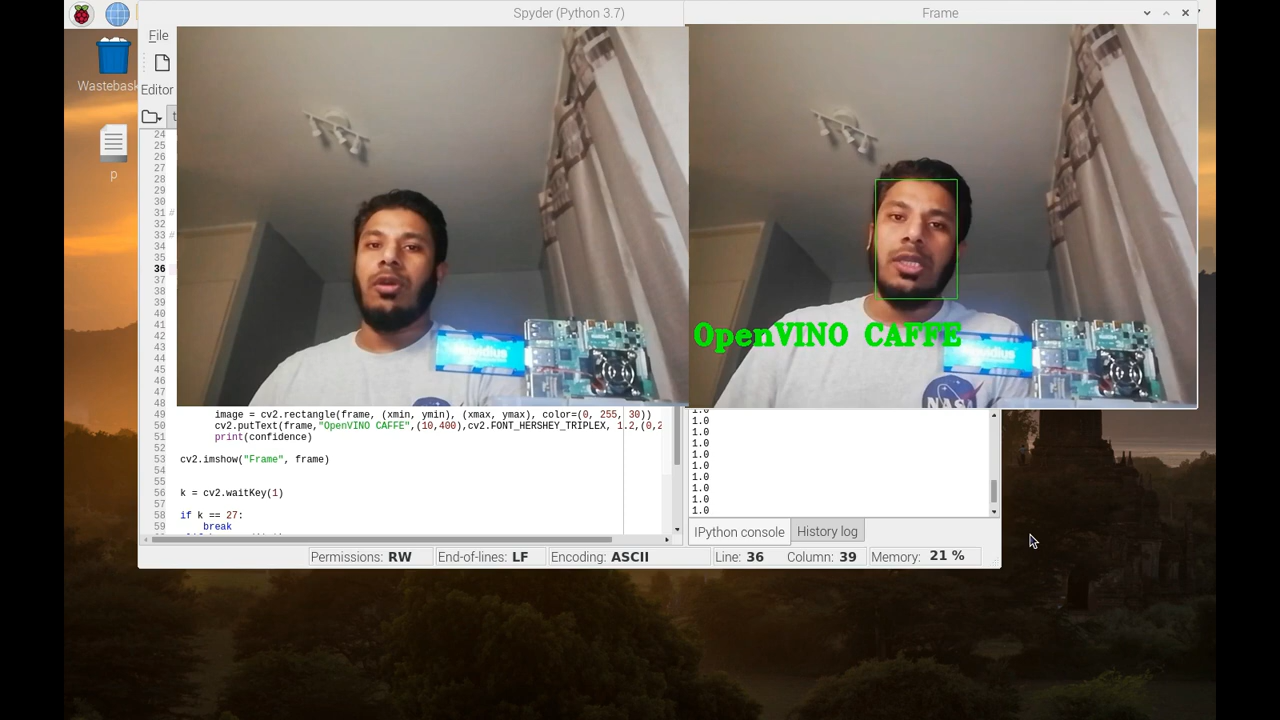 Spyder (Python 3.7)
Frame
File
Wastebask
Editor
t
p
24
25
26
27
28
29
30
31 #
32
33 #
34
35
36
37
38
39
40
41
42
43
44
45
46
47
48
OpenVINO CAFFE
NASA
49 image = cv2.rectangle(frame, (xmin, ymin), (xmax, ymax), color=(0, 255, 30))
50 cv2.putText(frame,"OpenVINO CAFFE",(10,400),cv2.FONT_HERSHEY_TRIPLEX, 1.2,(0,2
51 print(confidence)
52
53 cv2.imshow("Frame", frame)
54
55
56 k = cv2.waitKey(1)
57
58 if k == 27:
59 break
1.0
1.0
1.0
1.0
1.0
1.0
1.0
1.0
1.0
1.0
IPython console
History log
Permissions: RW
End-of-lines: LF
Encoding: ASCII
Line: 36
Column: 39
Memory: 21 %